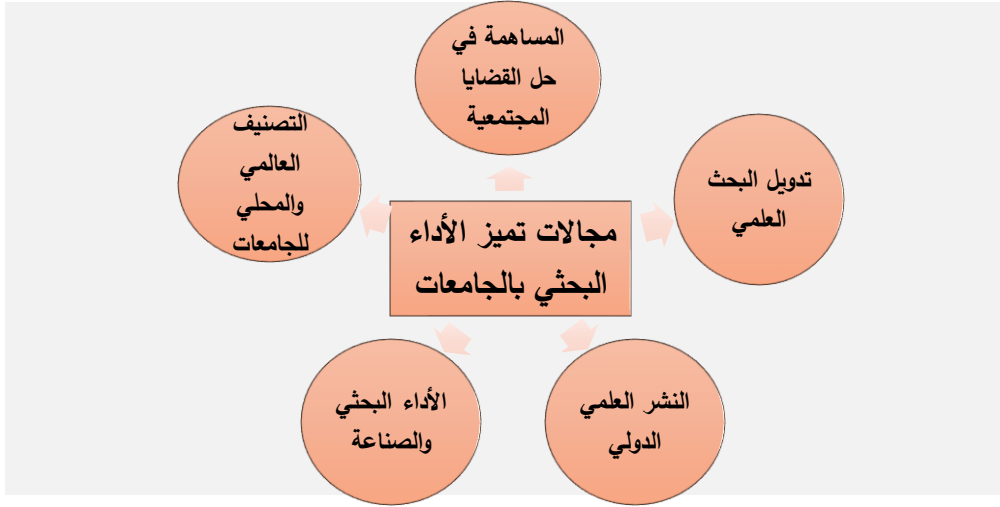 المساهمة في
حل القضايا
المجتمعية
تدويل البحث
العلمي
التصنيف
العالمي
والمحلي
للجامعات
مجالات تميز الأداء
البحثي بالجامعات
النشر العلمي
الدولي
الأداء البحثي
والصناعة